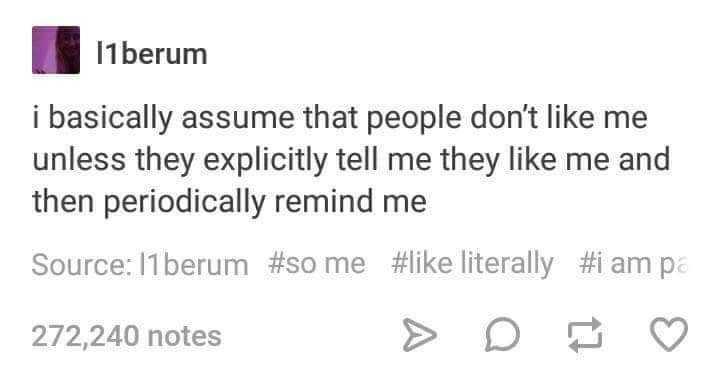 l1berum
i basically assume that people don't like me
unless they explicitly tell me they like me and
then periodically remind me
Source: l1berum #so me #like literally #i am
272,240 notes